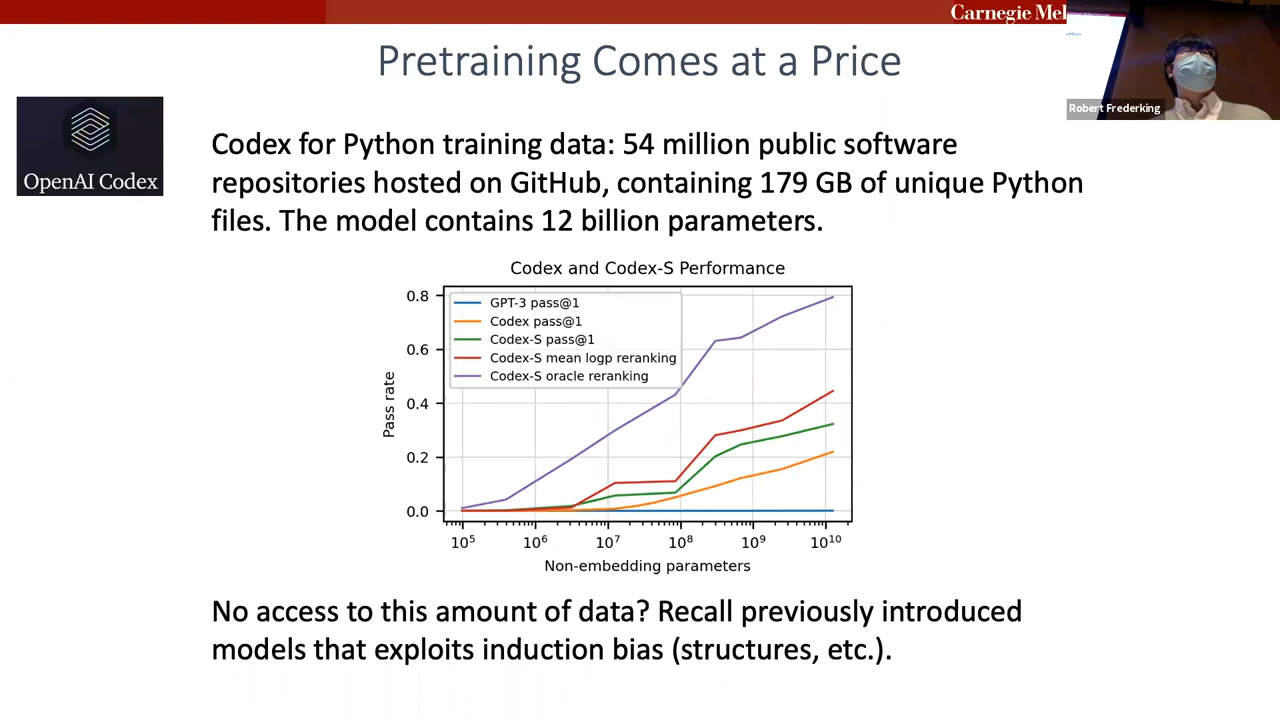 Carnegie Mel
Pretraining Comes at a Price
Robert Frederking
OpenAI Codex
Codex for Python training data: 54 million public software
repositories hosted on GitHub, containing 179 GB of unique Python
files. The model contains 12 billion parameters.
Codex and Codex-S Performance
GPT-3 pass@1
Codex pass@1
Codex-S pass@1
Codex-S mean logp reranking
Codex-S oracle reranking
Pass rate
0.8
0.6
0.4
0.2
0.0
10⁵ 10⁶ 10⁷ 10⁸ 10⁹ 10¹⁰
Non-embedding parameters
No access to this amount of data? Recall previously introduced
models that exploits induction bias (structures, etc.).